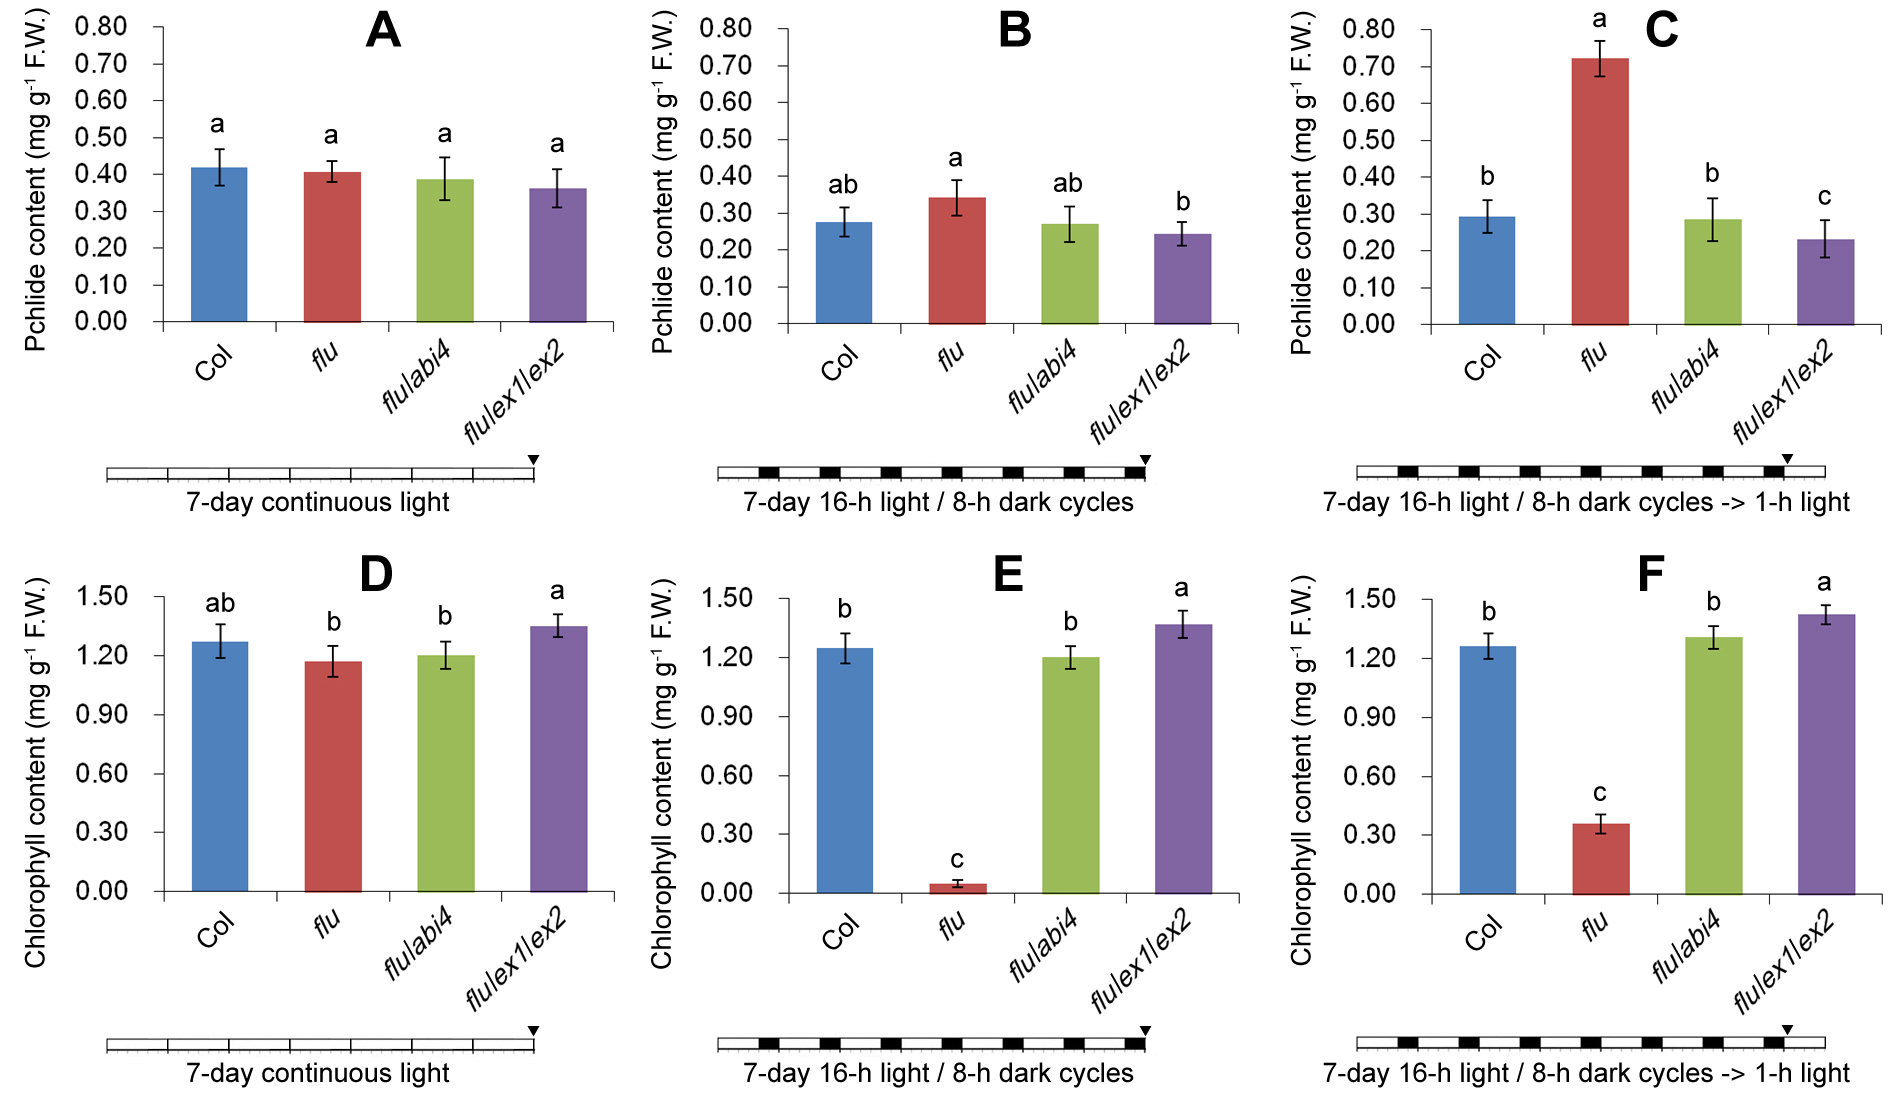 A
Pchlide content (mg g-1 F.W.)
0.80
0.70
0.60
0.50
0.40
0.30
0.20
0.10
0.00
a
a
a
a
Col
flu
flu/abi4
flu/ex1/ex2
7-day continuous light
B
Pchlide content (mg g-1 F.W.)
0.80
0.70
0.60
0.50
0.40
0.30
0.20
0.10
0.00
ab
a
ab
b
Col
flu
flu/abi4
flu/ex1/ex2
7-day 16-h light / 8-h dark cycles
C
Pchlide content (mg g-1 F.W.)
0.80
0.70
0.60
0.50
0.40
0.30
0.20
0.10
0.00
b
a
b
c
Col
flu
flu/abi4
flu/ex1/ex2
7-day 16-h light / 8-h dark cycles -> 1-h light
D
Chlorophyll content (mg g-1 F.W.)
1.50
1.20
0.90
0.60
0.30
0.00
ab
b
b
a
Col
flu
flu/abi4
flu/ex1/ex2
7-day continuous light
E
Chlorophyll content (mg g-1 F.W.)
1.50
1.20
0.90
0.60
0.30
0.00
b
c
b
a
Col
flu
flu/abi4
flu/ex1/ex2
7-day 16-h light / 8-h dark cycles
F
Chlorophyll content (mg g-1 F.W.)
1.50
1.20
0.90
0.60
0.30
0.00
b
c
b
a
Col
flu
flu/abi4
flu/ex1/ex2
7-day 16-h light / 8-h dark cycles -> 1-h light